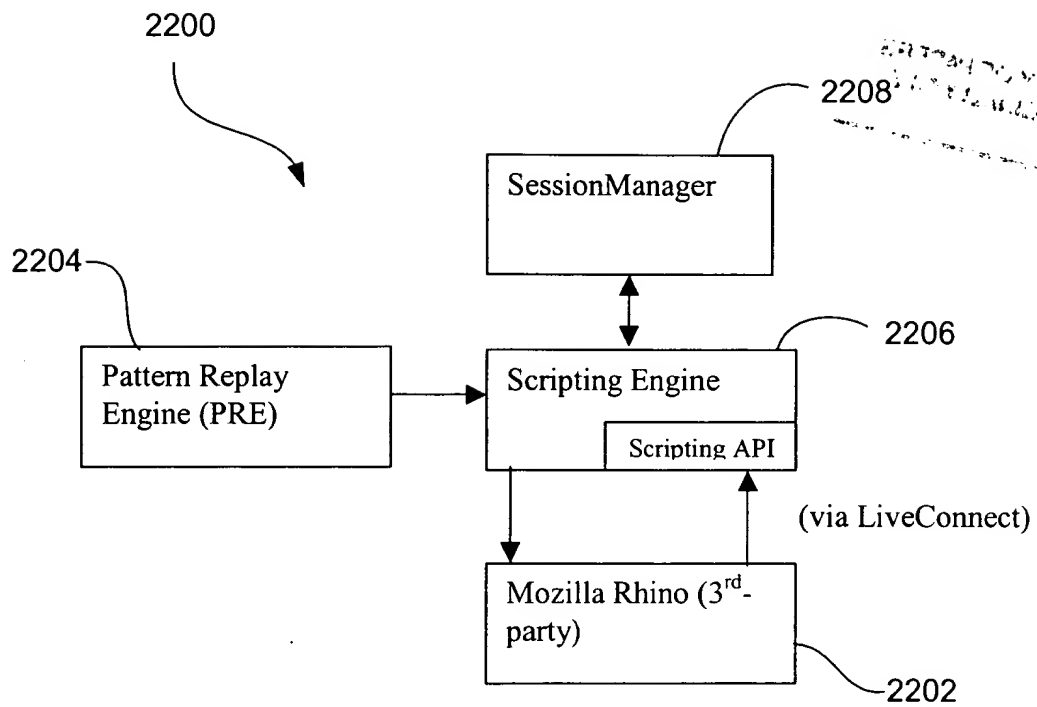 2200
2208
SessionManager
2204
2206
Pattern Replay
Engine (PRE)
Scripting Engine
Scripting API
(via LiveConnect)
Mozilla Rhino (3rd-
party)
2202